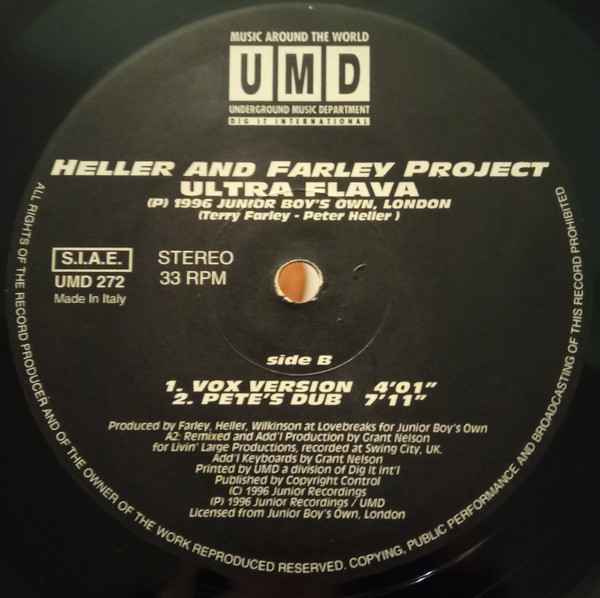 MUSIC AROUND THE WORLD
UMD
UNDERGROUND MUSIC DEPARTMENT
DIG IT INTERNATIONAL
HELLER AND FARLEY PROJECT
ULTRA FLAVA
(P) 1996 JUNIOR BOY'S OWN, LONDON
(Terry Farley - Peter Heller )
S.I.A.E.
UMD 272
Made In Italy
STEREO
33 RPM
side B
1. VOX VERSION 4'01"
2. PETE'S DUB 7'11"
Produced by Farley, Heller, Wilkinson at Lovebreaks for Junior Boy's Own
A2: Remixed and Add'l Production by Grant Nelson
for Livin' Large Productions, recorded at Swing City, UK.
Add'l Keyboards by Grant Nelson
Printed by UMD a division of Dig It Int'l
Published by Copyright Control
(C) 1996 Junior Recordings
(P) 1996 Junior Recordings / UMD
Licensed from Junior Boy's Own, London
ALL RIGHTS OF THE RECORD PRODUCER AND OF THE OWNER OF THE WORK REPRODUCED RESERVED. COPYING, PUBLIC PERFORMANCE AND BROADCASTING OF THIS RECORD PROHIBITED